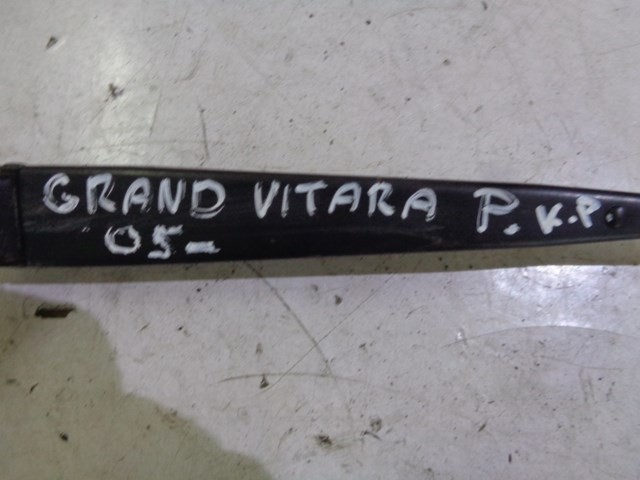 GRAND VITARA P. K.P
05-